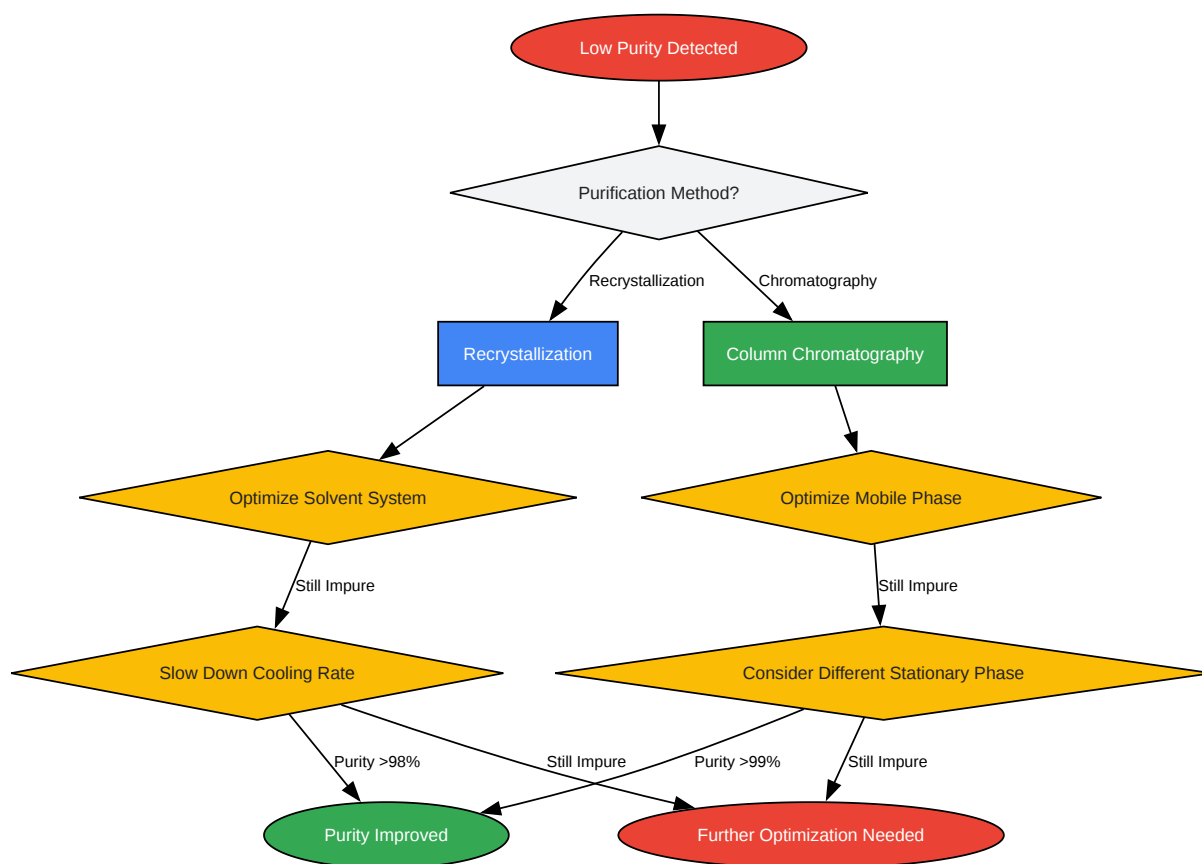 Low Purity Detected
Purification Method?
Recrystallization
Chromatography
Recrystallization
Column Chromatography
Optimize Solvent System
Optimize Mobile Phase
Still Impure
Still Impure
Slow Down Cooling Rate
Consider Different Stationary Phase
Purity >98%
Still Impure
Purity >99%
Still Impure
Purity Improved
Further Optimization Needed